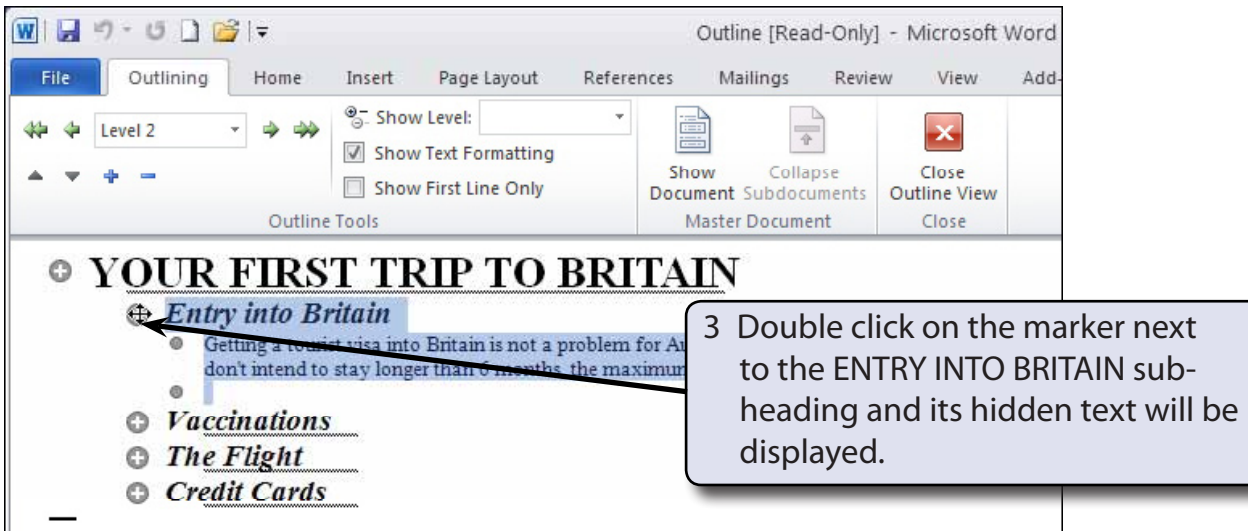 W
Outline [Read-Only] - Microsoft Word
File Outlining Home Insert Page Layout References Mailings Review View Add-
Level 2
Show Level:
Show Text Formatting
Show First Line Only
Show Document
Collapse Subdocuments
Close Outline View
Outline Tools
Master Document
Close
YOUR FIRST TRIP TO BRITAIN
Entry into Britain
Getting a tourist visa into Britain is not a problem for Au
don't intend to stay longer than 6 months, the maximum
Vaccinations
The Flight
Credit Cards
3 Double click on the marker next
to the ENTRY INTO BRITAIN sub-
heading and its hidden text will be
displayed.